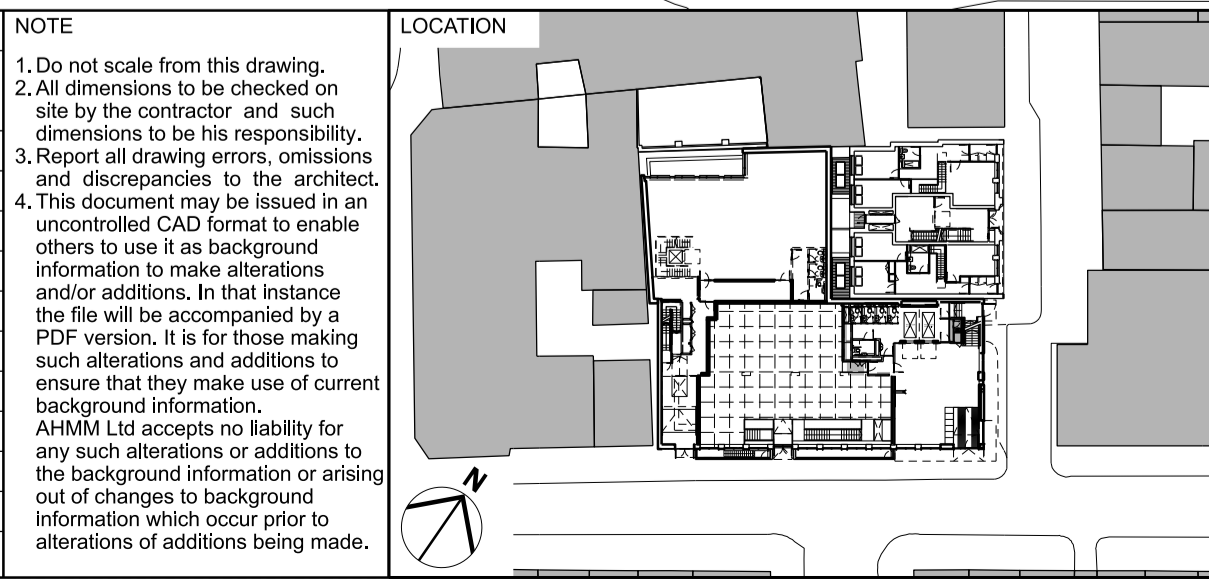 NOTE
1. Do not scale from this drawing.
2. All dimensions to be checked on
site by the contractor and such
dimensions to be his responsibility.
3. Report all drawing errors, omissions
and discrepancies to the architect.
4. This document may be issued in an
uncontrolled CAD format to enable
others to use it as background
information to make alterations
and/or additions. In that instance
the file will be accompanied by a
PDF version. It is for those making
such alterations and additions to
ensure that they make use of current
background information.
AHMM Ltd accepts no liability for
any such alterations or additions to
the background information or arising
out of changes to background
information which occur prior to
alterations of additions being made.
LOCATION
N